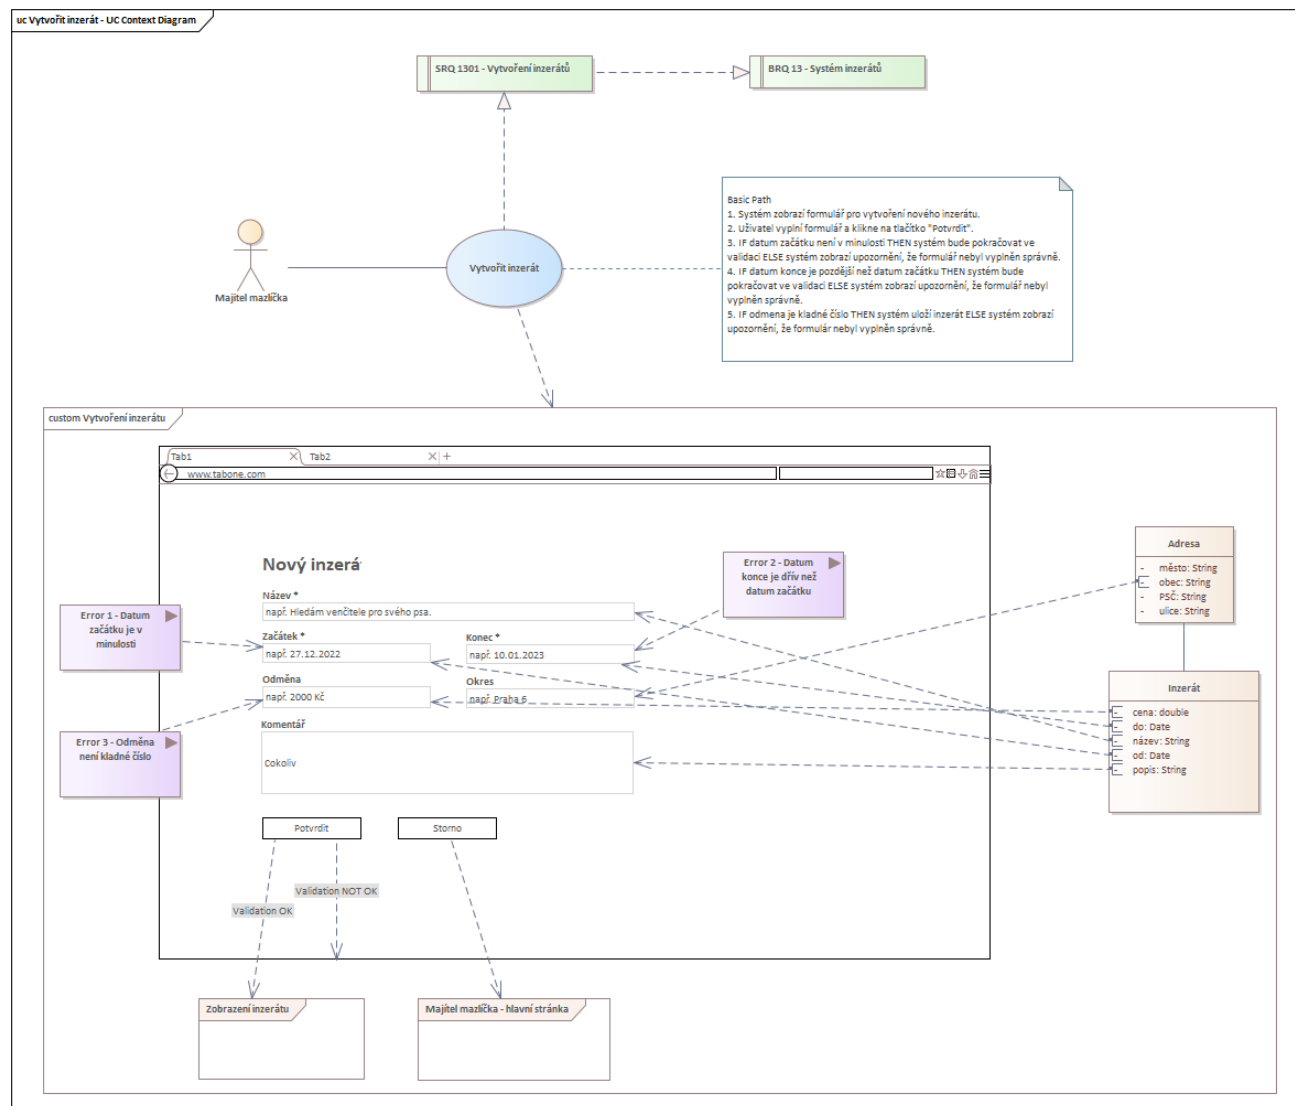 uc Vytvořit inzerát - UC Context Diagram
SRQ 1301 - Vytvoření inzerátů
BRQ 13 - Systém inzerátů
Basic Path
1. Systém zobrazí formulář pro vytvoření nového inzerátu.
2. Uživatel vyplní formulář a klikne na tlačítko "Potvrdit".
3. IF datum začátku není v minulosti THEN systém bude pokračovat ve
validaci ELSE systém zobrazí upozornění, že formulář nebyl vyplněn správně.
4. IF datum konce je pozdější než datum začátku THEN systém bude
pokračovat ve validaci ELSE systém zobrazí upozornění, že formulář nebyl
vyplněn správně.
5. IF odmena je kladné číslo THEN systém uloží inzerát ELSE systém zobrazí
upozornění, že formulár nebyl vyplněn správně.
Vytvořit inzerát
Majitel mazlíčka
custom Vytvoření inzerátu
Tab1
Tab2
www.tabone.com
Nový inzerá
Název *
např. Hledám venčitele pro svého psa.
Začátek *
např. 27.12.2022
Konec *
např. 10.01.2023
Odměna
např. 2000 Kč
Okres
např. Praha 6
Komentář
Cokoliv
Potvrdit
Storno
Error 1 - Datum
začátku je v
minulosti
Error 2 - Datum
konce je dřív než
datum začátku
Error 3 - Odměna
není kladné číslo
Adresa
- město: String
- obec: String
- PSČ: String
- ulice: String
Inzerát
- cena: double
- do: Date
- název: String
- od: Date
- popis: String
Validation NOT OK
Validation OK
Zobrazení inzerátu
Majítel mazlíčka - hlavní stránka